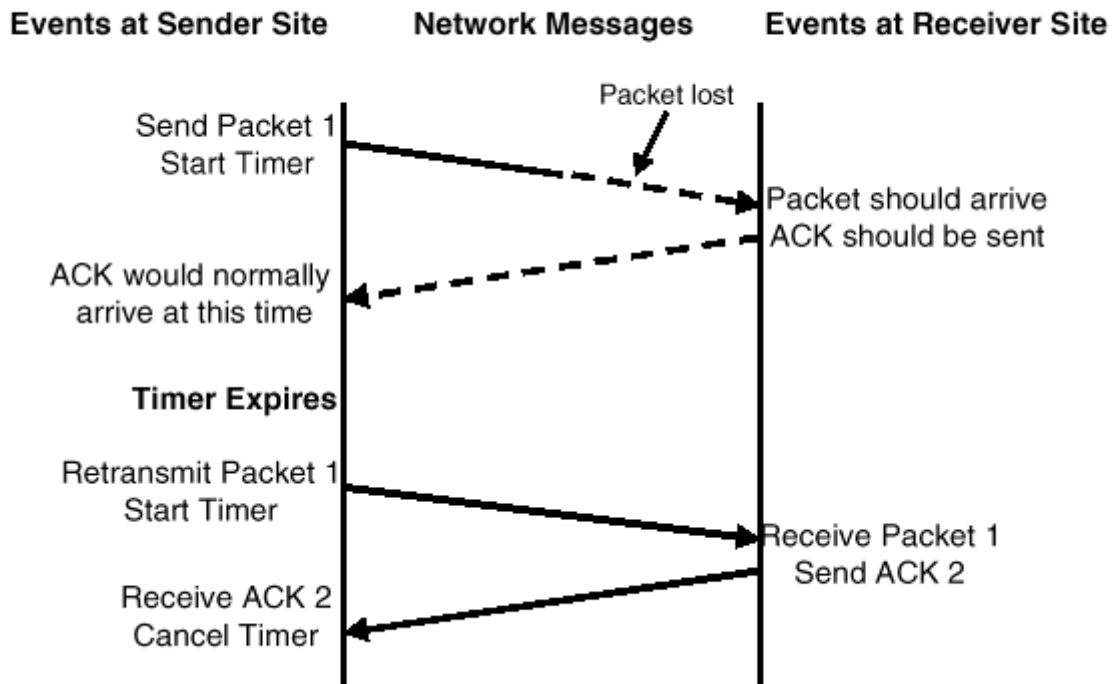 Events at Sender Site
Network Messages
Events at Receiver Site
Packet lost
Send Packet 1
Start Timer
Packet should arrive
ACK should be sent
ACK would normally
arrive at this time
Timer Expires
Retransmit Packet 1
Start Timer
Receive Packet 1
Send ACK 2
Receive ACK 2
Cancel Timer